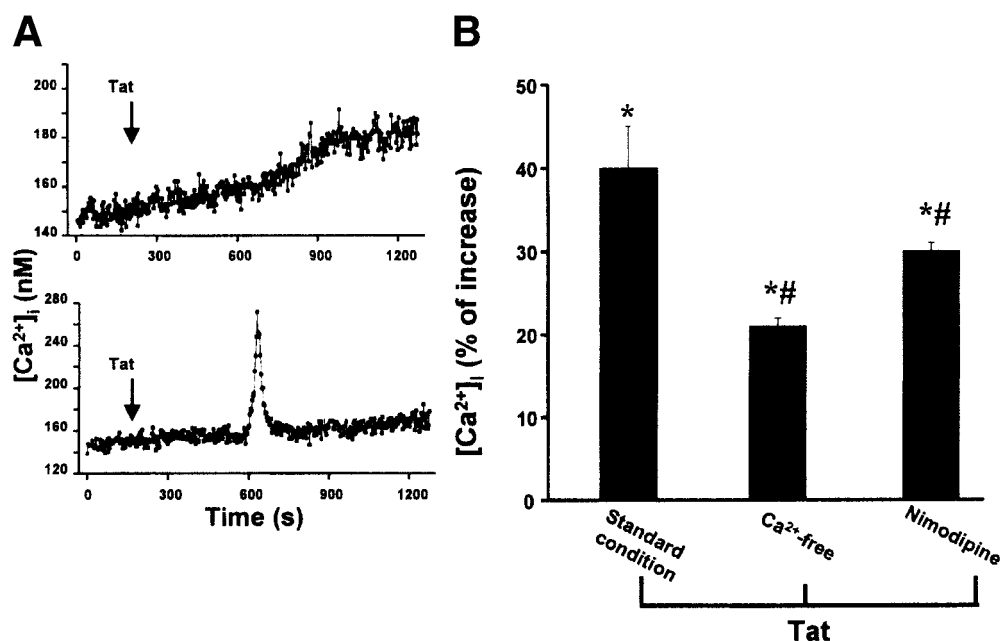 A
Tat
200
180
160
140
0
300
600
900
1200
[Ca²⁺]ᵢ (nM)
280
240
200
160
120
Tat
0
300
600
900
1200
Time (s)
B
[Ca²⁺]ᵢ (% of increase)
50
40
30
20
10
0
*
*#
*#
Standard
condition
Ca²⁺-free
Nimodipine
Tat